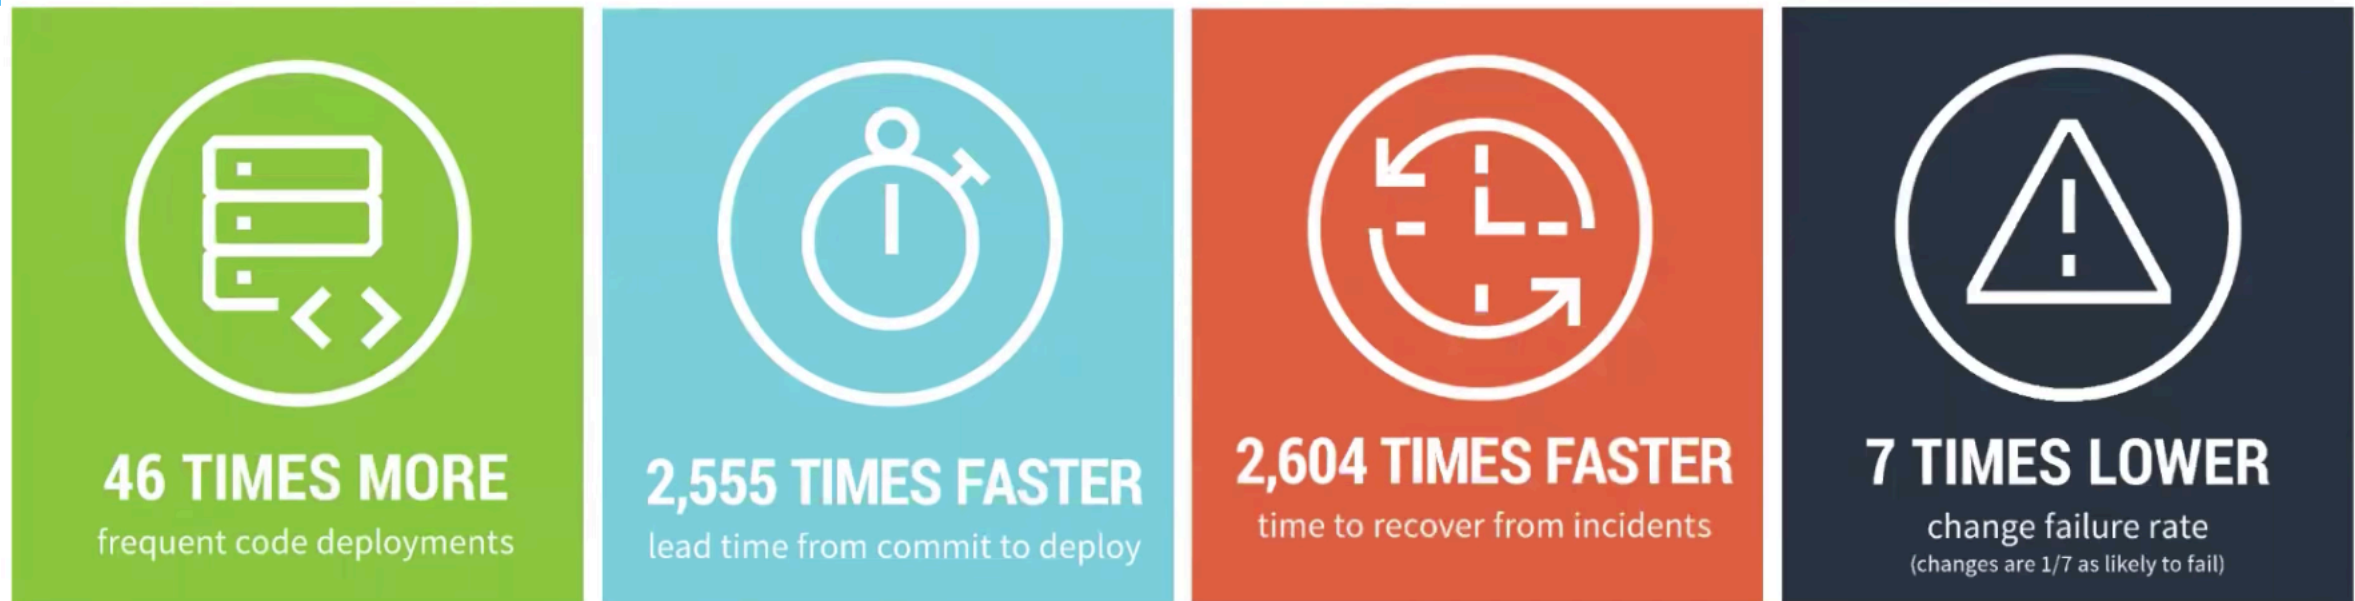 46 TIMES MORE
frequent code deployments
2,555 TIMES FASTER
lead time from commit to deploy
2,604 TIMES FASTER
time to recover from incidents
7 TIMES LOWER
change failure rate
(changes are 1/7 as likely to fail)